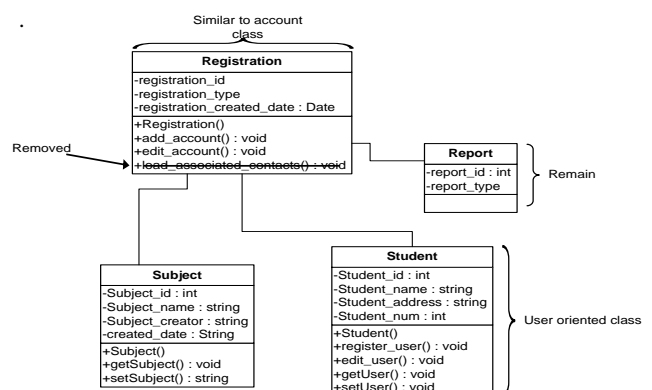 .
Similar to account
class
Registration
-registration_id
-registration_type
-registration_created_date : Date
+Registration()
+add_account() : void
+edit_account() : void
+load_associated_contacts() : void
Removed
Report
-report_id : int
-report_type
Remain
Subject
-Subject_id : int
-Subject_name : string
-Subject_creator : string
-created_date : String
+Subject()
+getSubject() : void
+setSubject() : string
Student
-Student_id : int
-Student_name : string
-Student_address : string
-Student_num : int
+Student()
+register_user() : void
+edit_user() : void
+getUser() : void
+setUser() : void
User oriented class